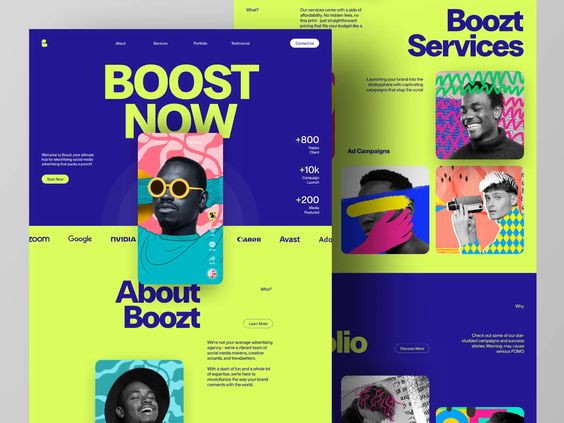 About
Services
Portfolio
Testimonial
Contact Us
BOOST
NOW
Welcome to Boozt, your ultimate
hub for electrifying social media
advertising that packs a punch!
Start Now
+800
Happy
Client
+10k
Campaign
Launch
+200
Media
Featured
zoom
Google
NVIDIA
Canon
Avast
Ado
About
Boozt
Who?
Learn More
We're not your average advertising
agency - we're a vibrant team of
social media mavens, creative
wizards, and trendsetters.
With a dash of fun and a whole lot
of expertise, we're here to
revolutionize the way your brand
connects with the world.
What?
Our services come with a side of
affordability. No hidden fees, no
fine print - just straightforward
pricing that fits your budget like a
Boozt
Services
Launching your brand into the
stratosphere with captivating
campaigns that stop the scroll
Ad Campaigns
Why
olio
Discover More
Check out some of our star-
studded campaigns and success
stories. Warning: may cause
serious FOMO